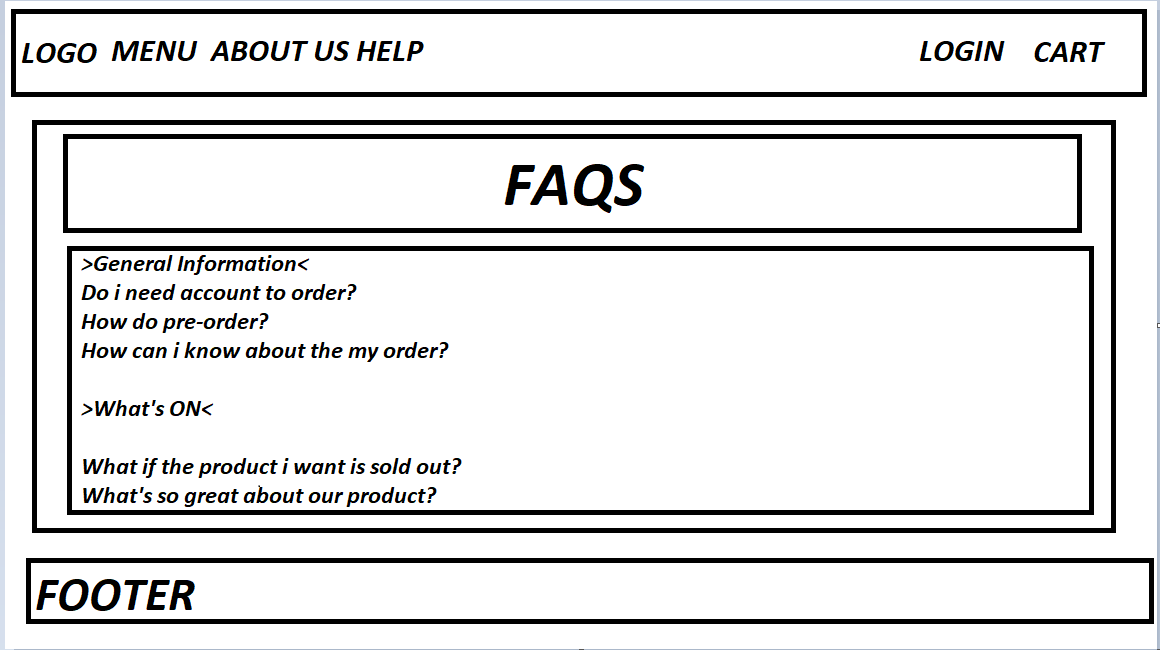 LOGO MENU ABOUT US HELP LOGIN CART
FAQS
>General Information<
Do i need account to order?
How do pre-order?
How can i know about the my order?
>What's ON<
What if the product i want is sold out?
What's so great about our product?
FOOTER